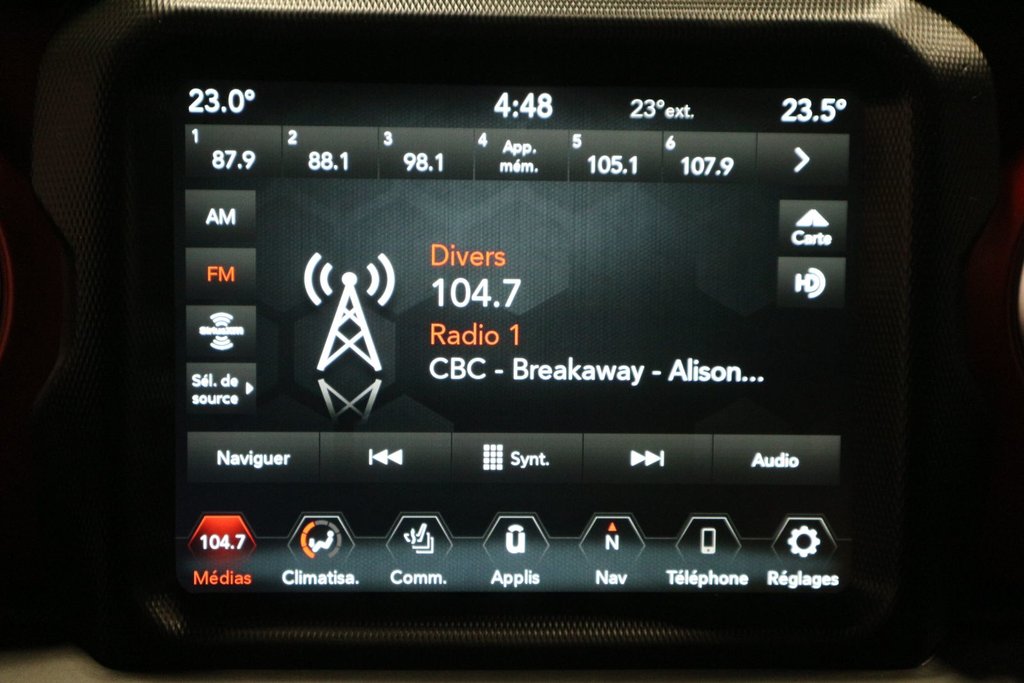 23.0° 4:48 23° ext. 23.5°
1 87.9 2 88.1 3 98.1 4 App. mém. 5 105.1 6 107.9
AM
FM
SiriusXM
Sél. de
source
Divers
104.7
Radio 1
CBC - Breakaway - Alison...
Carte
HD
Naviguer Synt. Audio
104.7 N
Médias Climatisa. Comm. Applis Nav Téléphone Réglages